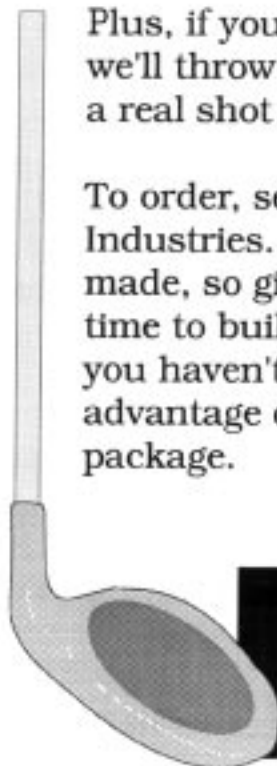 Plus, if you
we'll throw
a real shot
To order, se
Industries.
made, so gi
time to buil
you haven't
advantage
package.